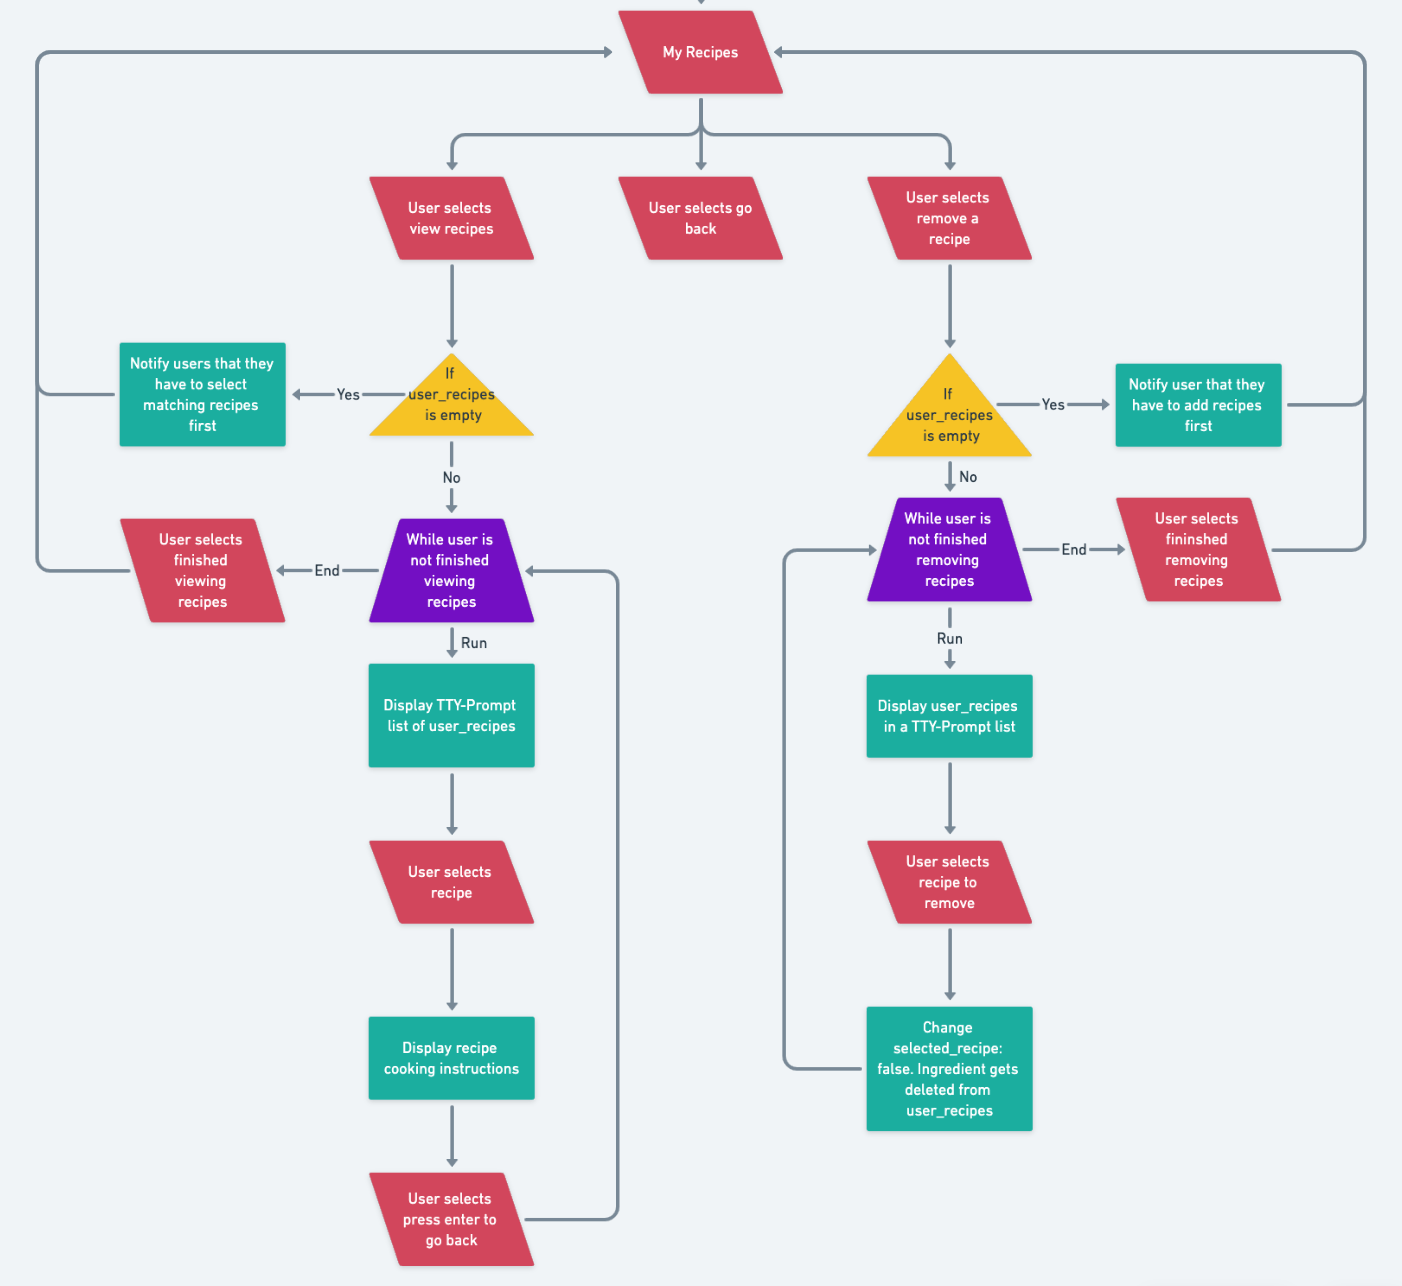 My Recipes
User selects
view recipes
User selects go
back
User selects
remove a
recipe
Notify users that they
have to select
matching recipes
first
Yes
If
user_recipes
is empty
If
user_recipes
is empty
Yes
Notify user that they
have to add recipes
first
No
No
User selects
finished
viewing
recipes
End
While user is
not finished
viewing
recipes
While user is
not finished
removing
recipes
End
User selects
fininshed
removing
recipes
Run
Run
Display TTY-Prompt
list of user_recipes
Display user_recipes
in a TTY-Prompt list
User selects
recipe
User selects
recipe to
remove
Display recipe
cooking instructions
Change
selected_recipe:
false. Ingredient gets
deleted from
user_recipes
User selects
press enter to
go back